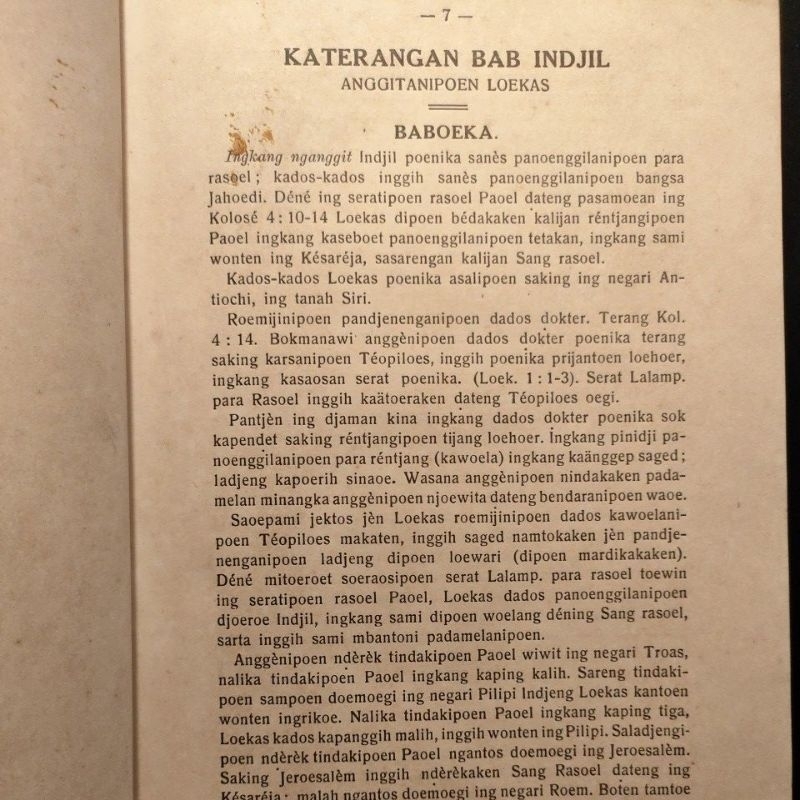 — 7 —
KATERANGAN BAB INDJIL
ANGGITANIPOEN LOEKAS
BABOEKA.
Ingkang nganggit Indjil poenika sanès panoenggilanipoen para
rasoel; kados-kados inggih sanès panoenggilanipoen bangsa
Jahoedi. Déné ing seratipoen rasoel Paoel dateng pasamoean ing
Kolosé 4 : 10-14 Loekas dipoen bédakaken kalijan réntjangipoen
Paoel ingkang kaseboet panoenggilanipoen tetakan, ingkang sami
wonten ing Késaréja, sasarengan kalijan Sang rasoel.
Kados-kados Loekas poenika asalipoen saking ing negari An-
tiochi, ing tanah Siri.
Roemijinipoen pandjenenganipoen dados dokter. Terang Kol.
4 : 14. Bokmanawi anggènipoen dados dokter poenika terang
saking karsanipoen Téopiloes, inggih poenika prijantoen loehoer,
ingkang kasaosan serat poenika. (Loek. 1 : 1-3). Serat Lalamp.
para Rasoel inggih kaätoeraken dateng Téopiloes oegi.
Pantjèn ing djaman kina ingkang dados dokter poenika sok
kapendet saking réntjangipoen tijang loehoer. Ingkang pinidji pa-
noenggilanipoen para réntjang (kawoela) ingkang kaänggep saged;
ladjeng kapoerih sinaoe. Wasana anggènipoen nindakaken pada-
melan minangka anggènipoen njoewita dateng bendaranipoen waoe.
Saoepami jektos jèn Loekas roemijinipoen dados kawoelani-
poen Téopiloes makaten, inggih saged namtokaken jèn pandje-
nenganipoen ladjeng dipoen loewari (dipoen mardikakaken).
Déné mitoeroet soeraosipoen serat Lalamp. para rasoel toewin
ing seratipoen rasoel Paoel, Loekas dados panoenggilanipoen
djoeroe Indjil, ingkang sami dipoen woelang déning Sang rasoel,
sarta inggih sami mbantoni padamelanipoen.
Anggènipoen ndèrèk tindakipoen Paoel wiwit ing negari Troas,
nalika tindakipoen Paoel ingkang kaping kalih. Sareng tindaki-
poen sampoen doemoegi ing negari Pilipi Indjeng Loekas kantoen
wonten ingrikoe. Nalika tindakipoen Paoel ingkang kaping tiga,
Loekas kados kapanggih malih, inggih wonten ing Pilipi. Saladjengi-
poen ndèrèk tindakipoen Paoel ngantos doemoegi ing Jeroesalèm.
Saking Jeroesalèm inggih ndèrèkaken Sang Rasoel dateng ing
Késaréja; malah ngantos doemoegi ing negari Roem. Boten tamtoe